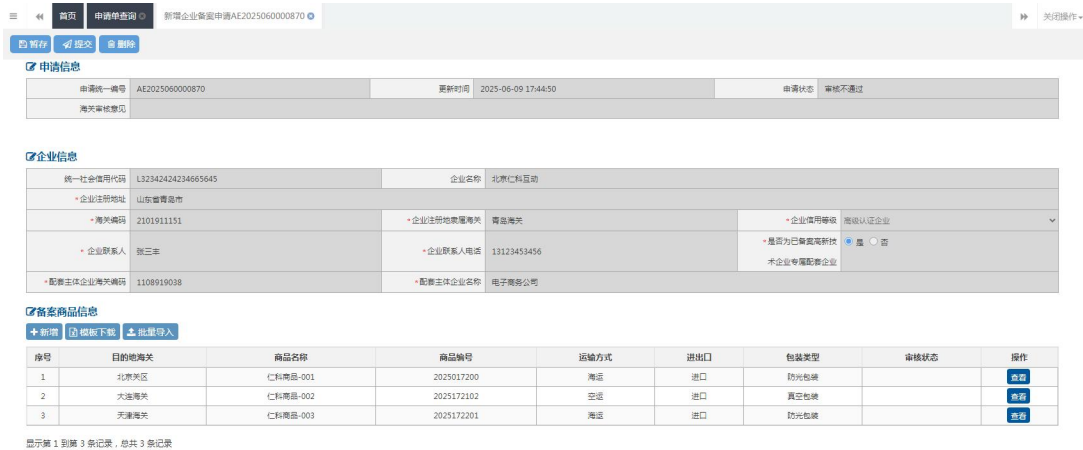 首页 申请单查询 新增企业备案申请AE2025060000870 关闭操作
暂存 提交 删除
申请信息
申请统一编号 AE2025060000870 更新时间 2025-06-09 17:44:50 申请状态 审核不通过
海关审核意见
企业信息
统一社会信用代码 L32342424234665645 企业名称 北京仁科互动
*企业注册地址 山东省青岛市
*海关编码 2101911151 *企业注册地隶属海关 青岛海关 *企业信用等级 高级认证企业
*企业联系人 张三丰 *企业联系人电话 13123453456 *是否为已备案高新技 是 否
术企业专属配套企业
*配套主体企业海关编码 1108919038 *配套主体企业名称 电子商务公司
备案商品信息
+新增 模板下载 批量导入
序号 目的地海关 商品名称 商品编号 运输方式 进出口 包装类型 审核状态 操作
1 北京关区 仁科商品-001 2025017200 海运 进口 防光包装 查看
2 大连海关 仁科商品-002 2025172102 空运 进口 真空包装 查看
3 天津海关 仁科商品-003 2025172201 海运 进口 防光包装 查看
显示第 1 到第 3 条记录，总共 3 条记录